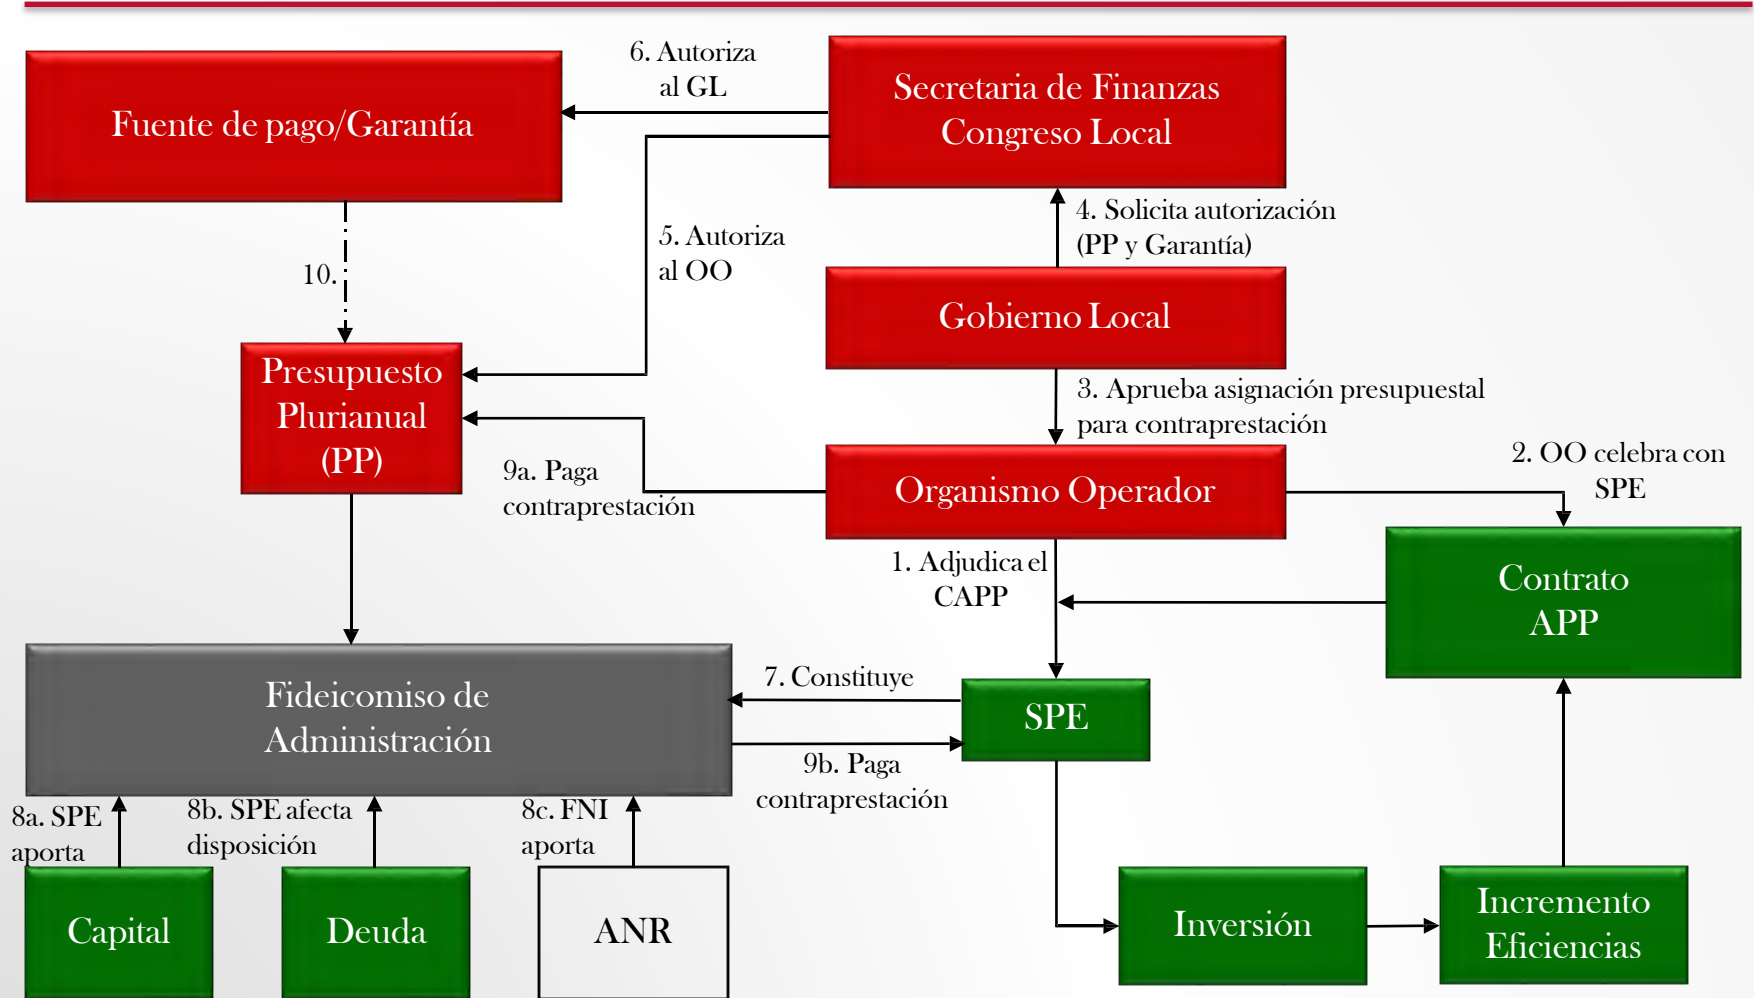 6. Autoriza
al GL
Secretaria de Finanzas
Congreso Local
Fuente de pago/Garantía
4. Solicita autorización
(PP y Garantía)
5. Autoriza
al OO
10.
Gobierno Local
Presupuesto
Plurianual
(PP)
3. Aprueba asignación presupuestal
para contraprestación
9a. Paga
contraprestación
Organismo Operador
2. OO celebra con
SPE
1. Adjudica el
CAPP
Contrato
APP
Fideicomiso de
Administración
7. Constituye
SPE
9b. Paga
contraprestación
8a. SPE
aporta
8b. SPE afecta
disposición
8c. FNI
aporta
Capital
Deuda
ANR
Inversión
Incremento
Eficiencias